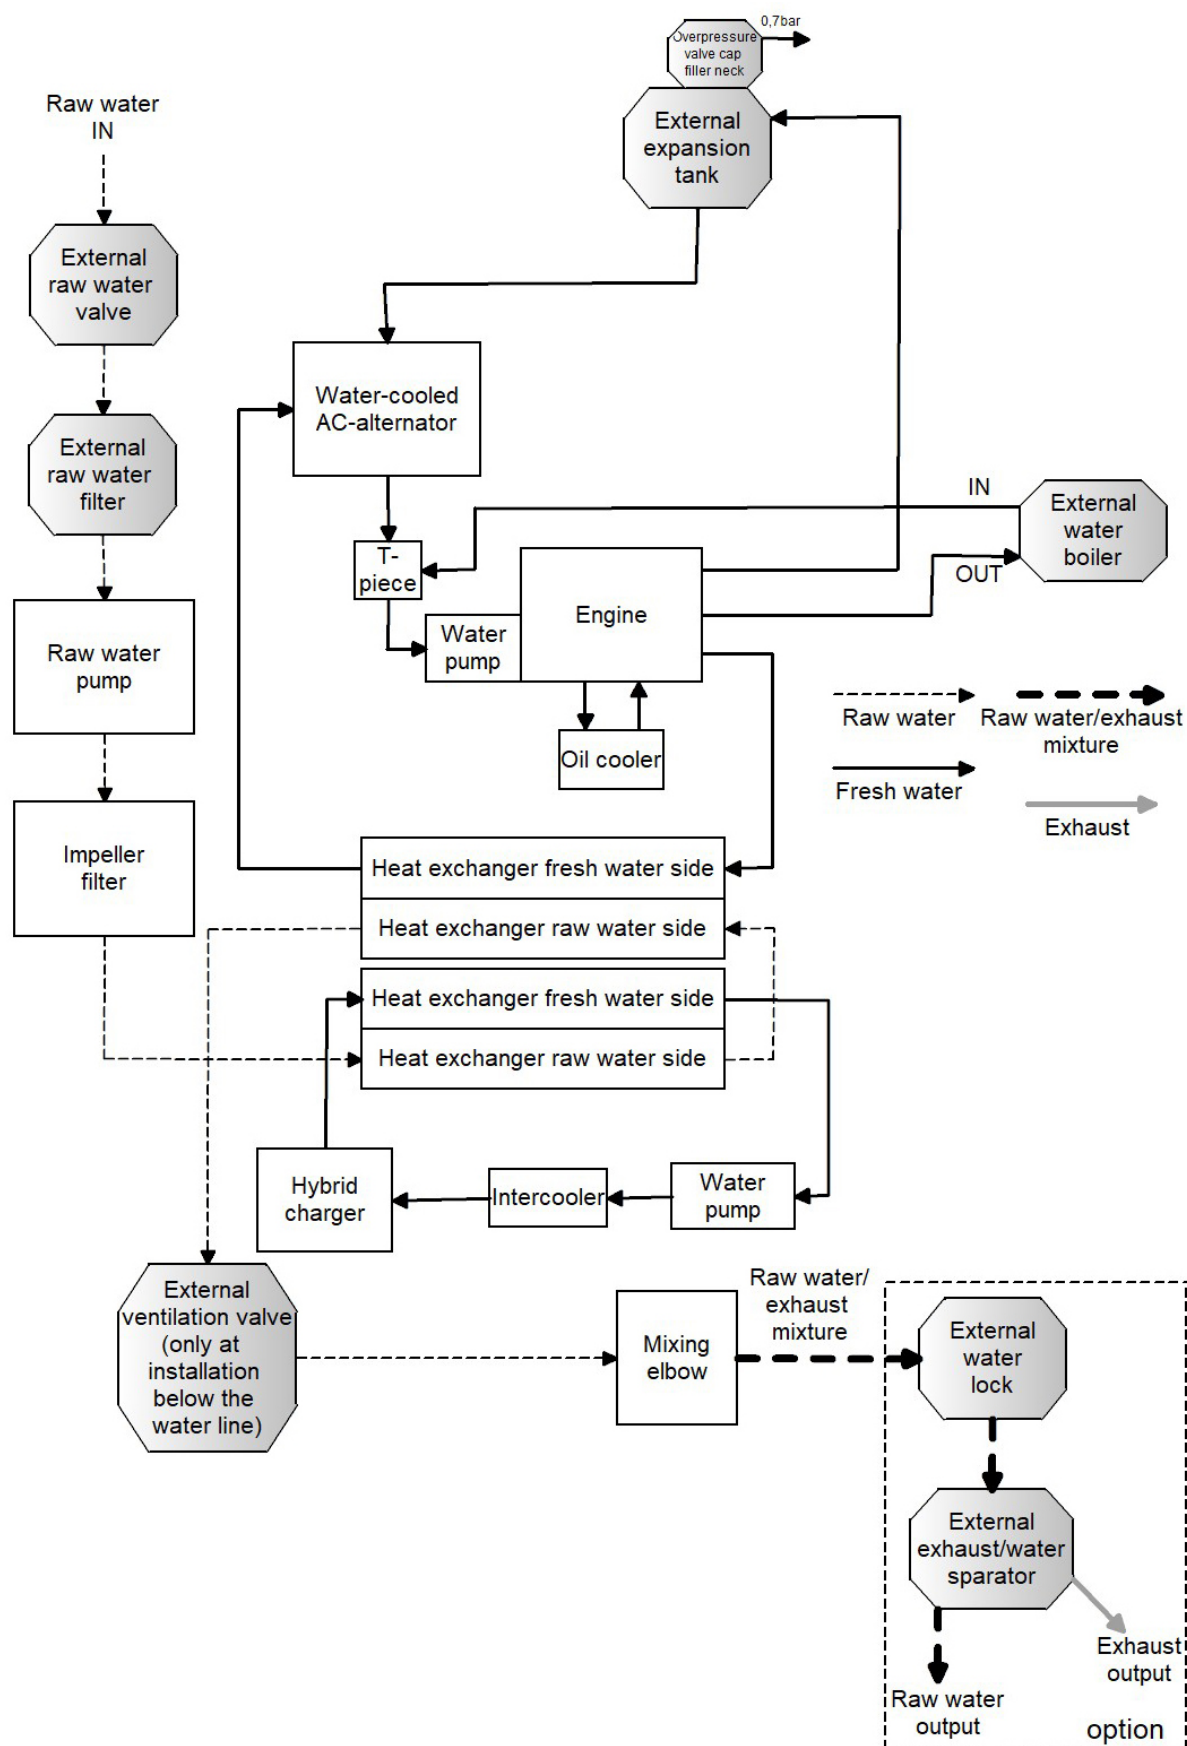 0,7bar
Overpressure
valve cap
filler neck
Raw water
IN
External
expansion
tank
External
raw water
valve
Water-cooled
AC-alternator
External
raw water
filter
IN
External
water
boiler
OUT
T-
piece
Engine
Water
pump
Raw water
pump
Oil cooler
Raw water
Raw water/exhaust
mixture
Fresh water
Exhaust
Impeller
filter
Heat exchanger fresh water side
Heat exchanger raw water side
Heat exchanger fresh water side
Heat exchanger raw water side
Hybrid
charger
Intercooler
Water
pump
External
ventilation valve
(only at
installation
below the
water line)
Mixing
elbow
Raw water/
exhaust
mixture
External
water
lock
External
exhaust/water
sparator
Exhaust
output
Raw water
output
option